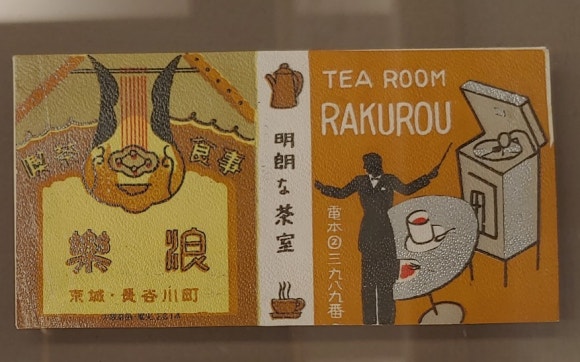 喫茶 食事
樂浪
京城・長谷川町
明朗な茶室
TEA ROOM
RAKUROU
電本②三九八九番